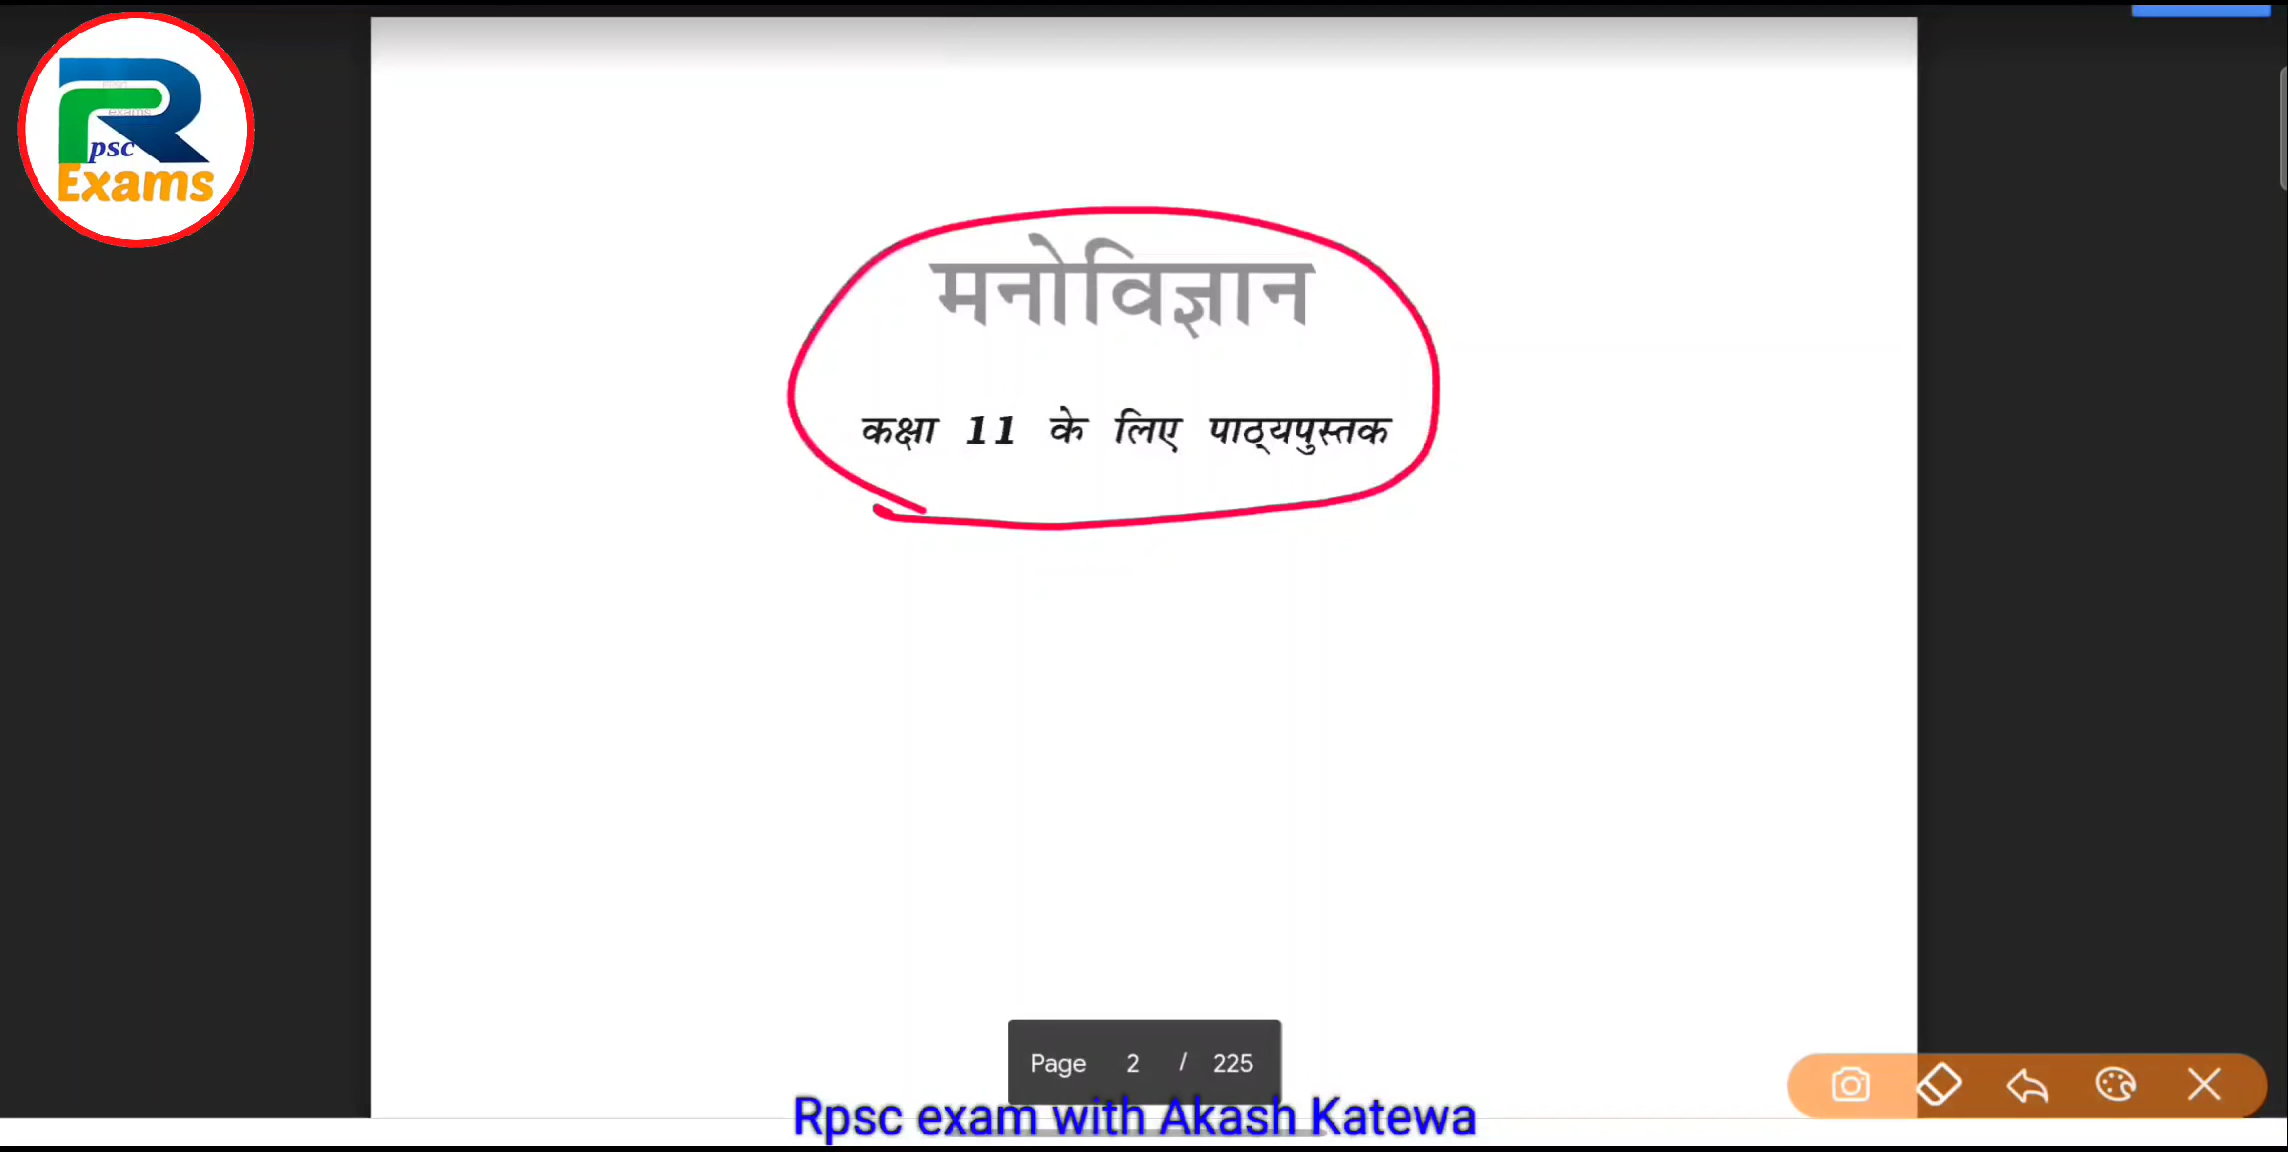 psc
Exams
मनोविज्ञान
कक्षा 11 के लिए पाठ्यपुस्तक
Page 2 / 225
Rpsc exam with Akash Katewa